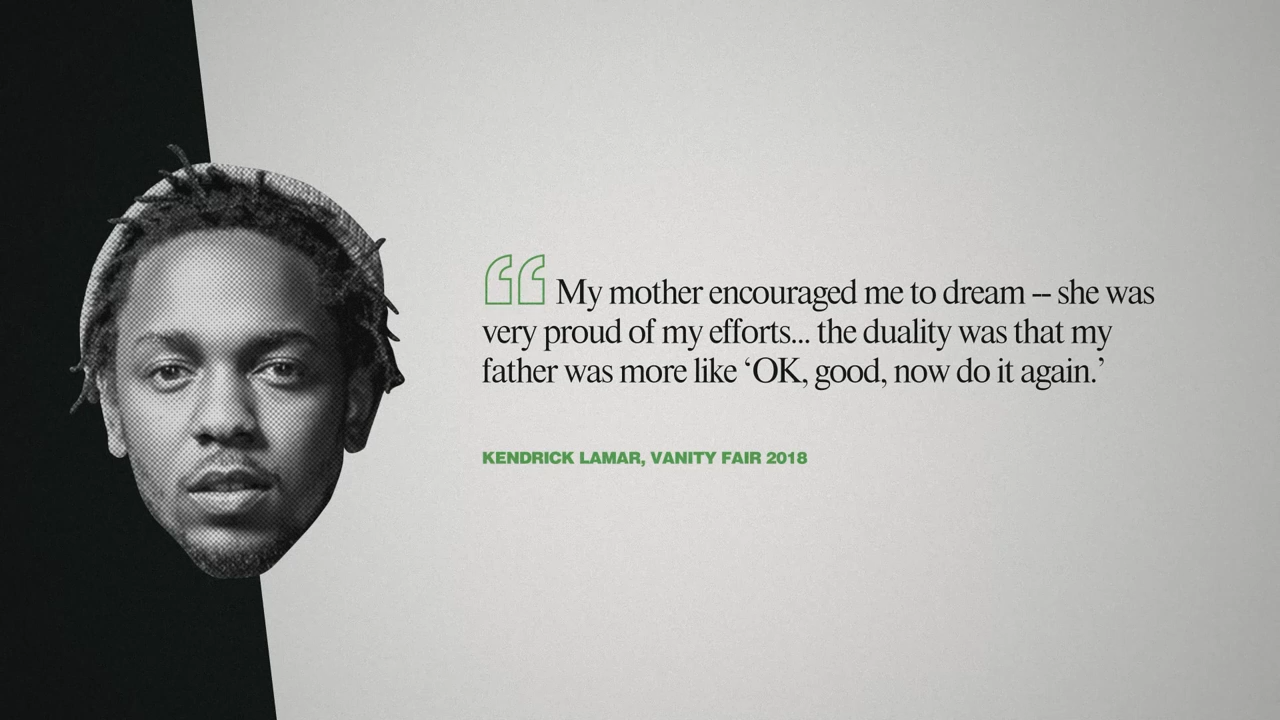 “ My mother encouraged me to dream -- she was
very proud of my efforts... the duality was that my
father was more like ‘OK, good, now do it again.’
KENDRICK LAMAR, VANITY FAIR 2018